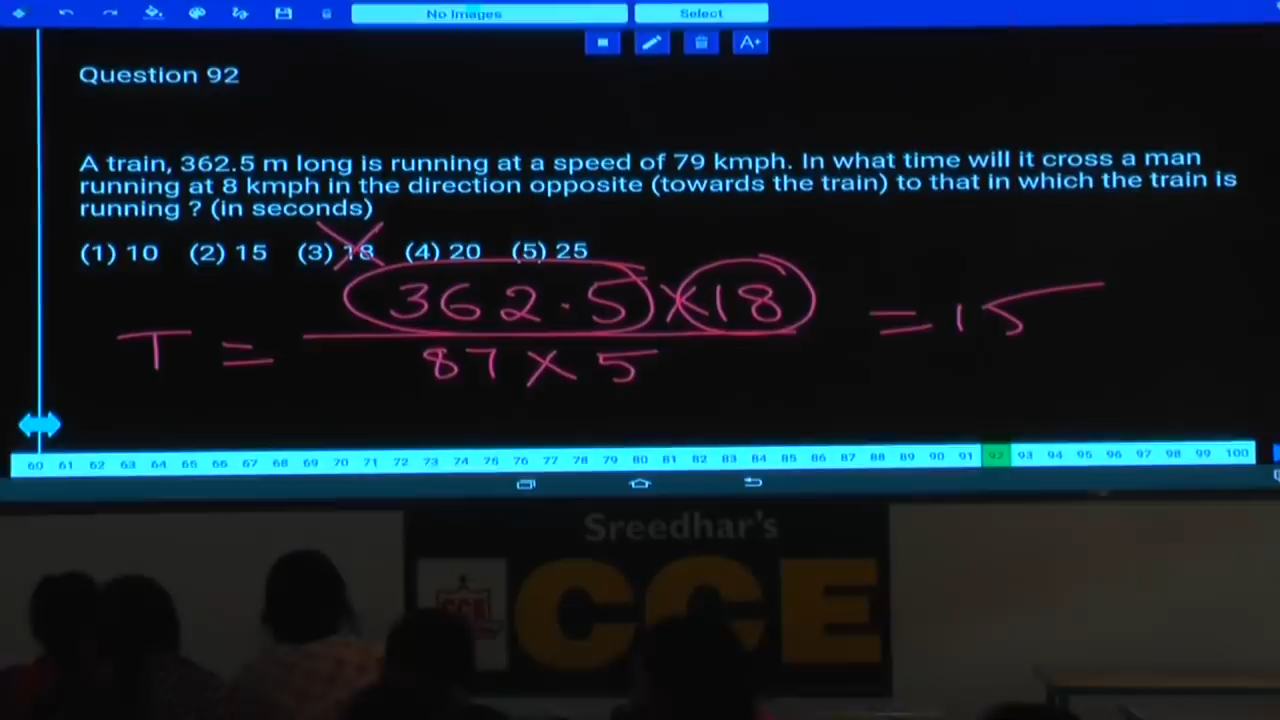 No Images Select
A+
Question 92
A train, 362.5 m long is running at a speed of 79 kmph. In what time will it cross a man
running at 8 kmph in the direction opposite (towards the train) to that in which the train is
running ? (in seconds)
(1) 10 (2) 15 (3) 18 (4) 20 (5) 25
T = 362.5 × 18 = 15
87 × 5
60 61 62 63 64 65 66 67 68 69 70 71 72 73 74 75 76 77 78 79 80 81 82 83 84 85 86 87 88 89 90 91 92 93 94 95 96 97 98 99 100
Sreedhar's
CCE
CCE